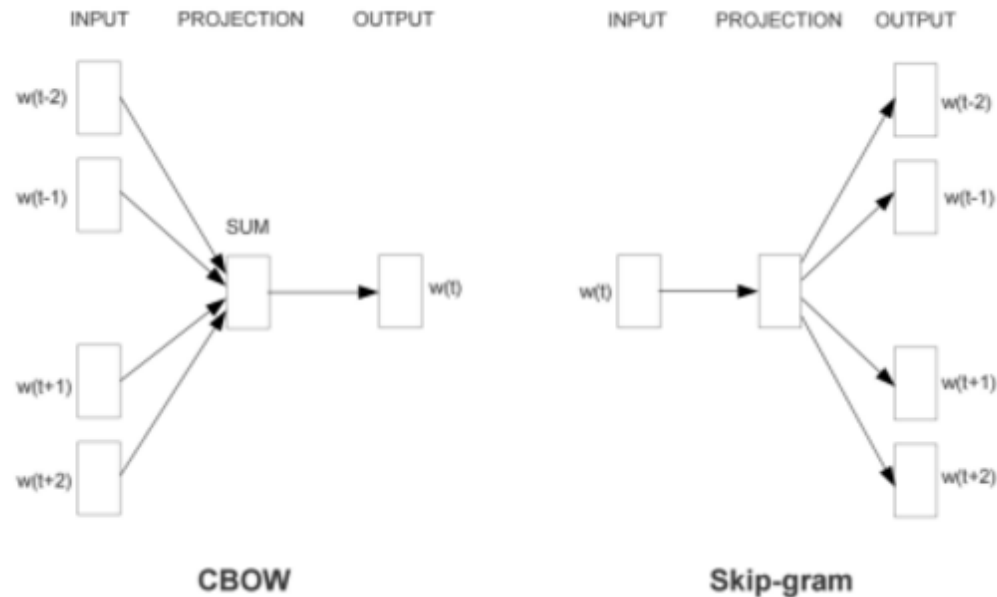 INPUT PROJECTION OUTPUT
w(t-2)
w(t-1)
SUM
w(t)
w(t+1)
w(t+2)
CBOW
INPUT PROJECTION OUTPUT
w(t-2)
w(t-1)
w(t)
w(t+1)
w(t+2)
Skip-gram